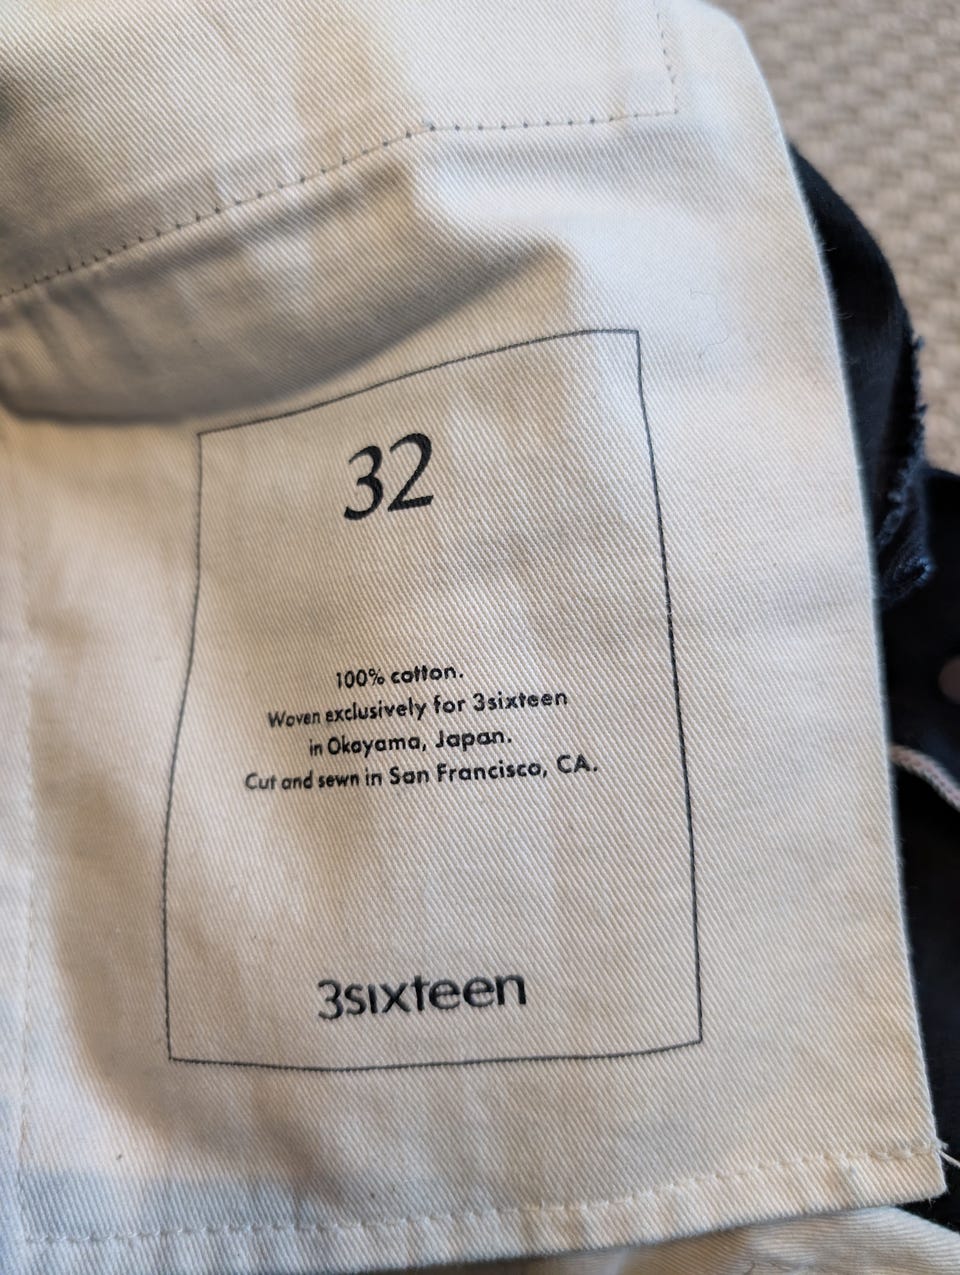 32
100% cotton.
Woven exclusively for 3sixteen
in Okayama, Japan.
Cut and sewn in San Francisco, CA.
3sixteen